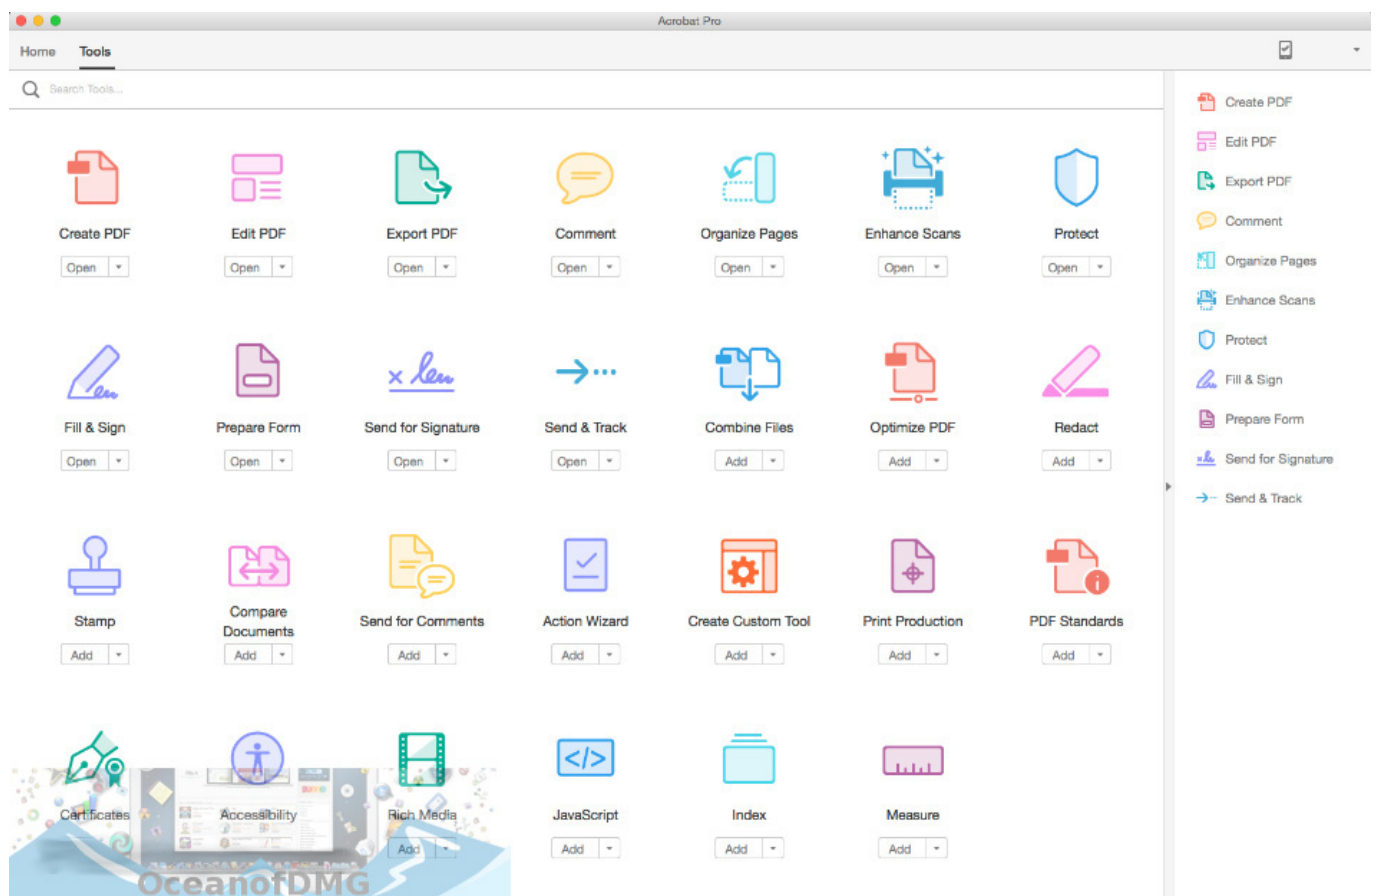 Acrobat Pro
Home Tools
Search Tools...
Create PDF Edit PDF Export PDF Comment Organize Pages Enhance Scans Protect
Open Open Open Open Open Open Open
Fill & Sign Prepare Form Send for Signature Send & Track Combine Files Optimize PDF Redact
Open Open Open Open Add Add Add
Stamp Compare Documents Send for Comments Action Wizard Create Custom Tool Print Production PDF Standards
Add Add Add Add Add Add Add
Certificates Accessibility Rich Media JavaScript Index Measure
Add Add Add Add
OceanofDMG
Create PDF
Edit PDF
Export PDF
Comment
Organize Pages
Enhance Scans
Protect
Fill & Sign
Prepare Form
Send for Signature
Send & Track